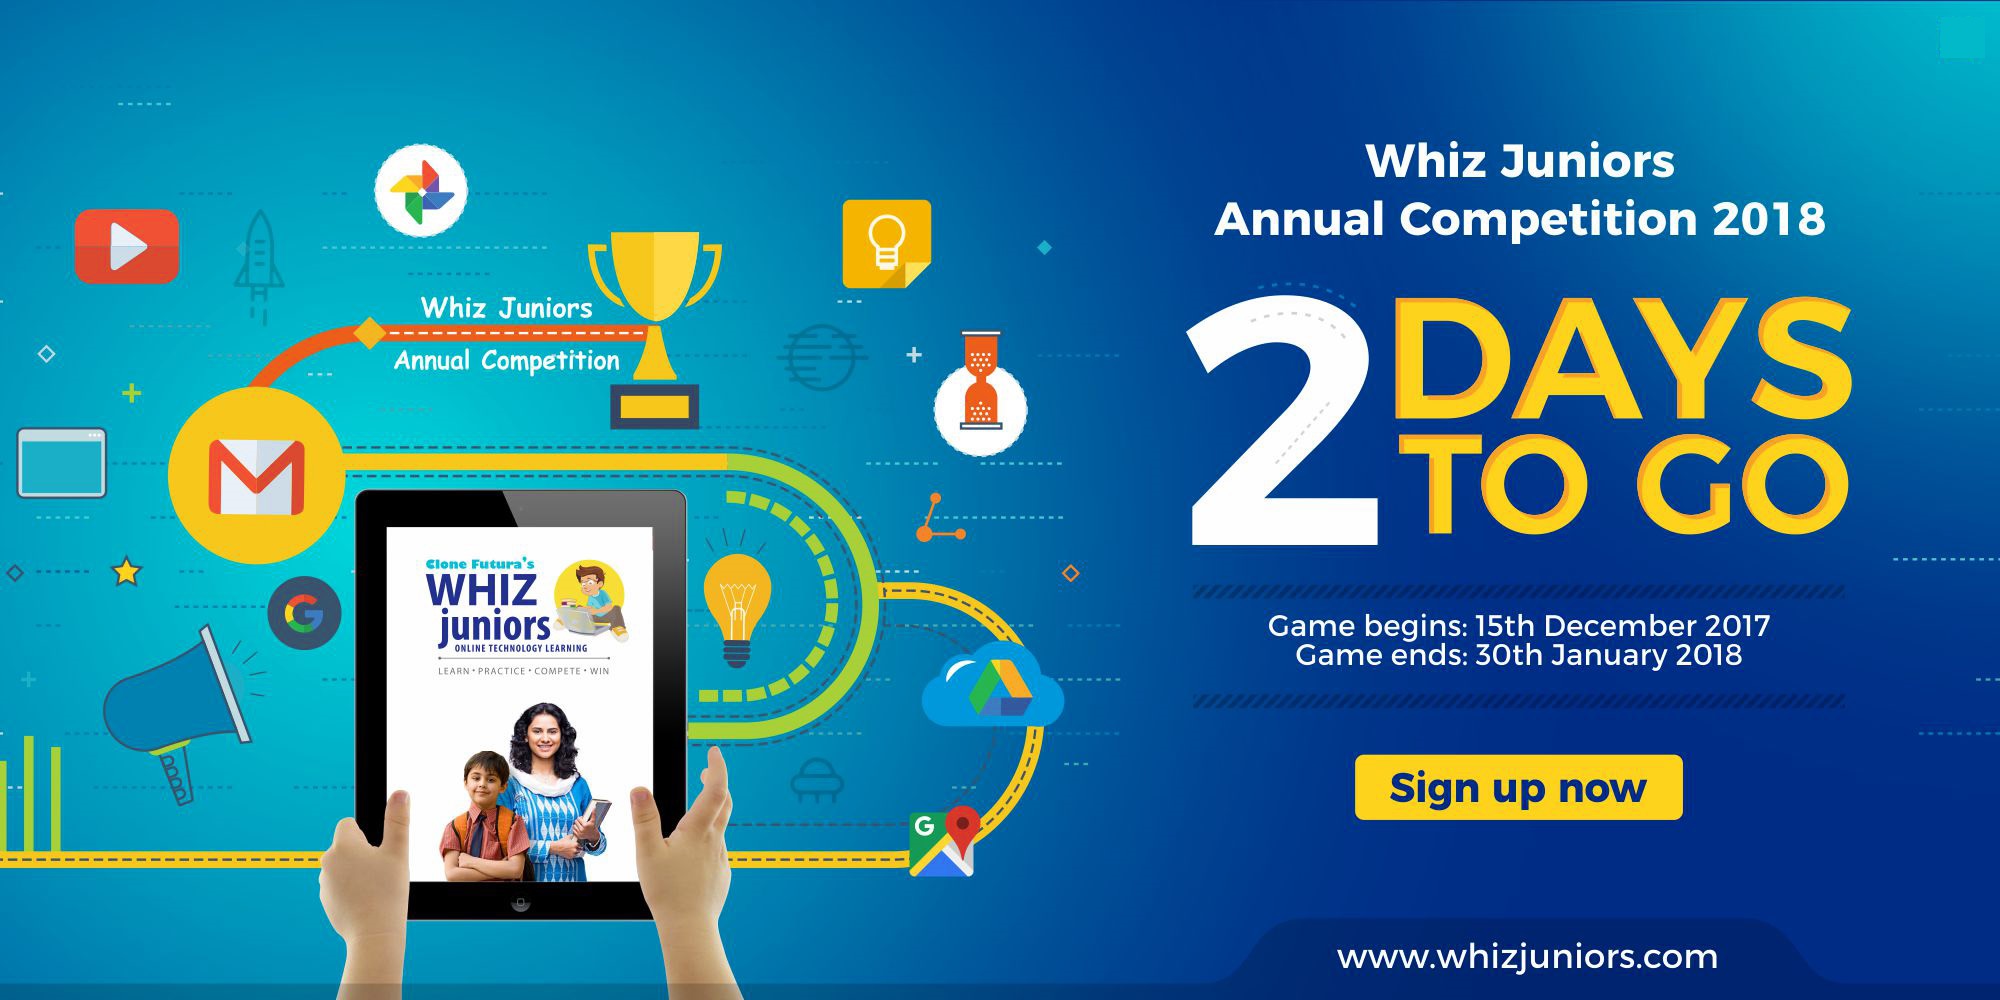 Whiz Juniors
Annual Competition
Clone Futura's
WHIZ
juniors
ONLINE TECHNOLOGY LEARNING
LEARN • PRACTICE • COMPETE • WIN
G
G
Whiz Juniors
Annual Competition 2018
2 DAYS
TO GO
Game begins: 15th December 2017
Game ends: 30th January 2018
Sign up now
www.whizjuniors.com